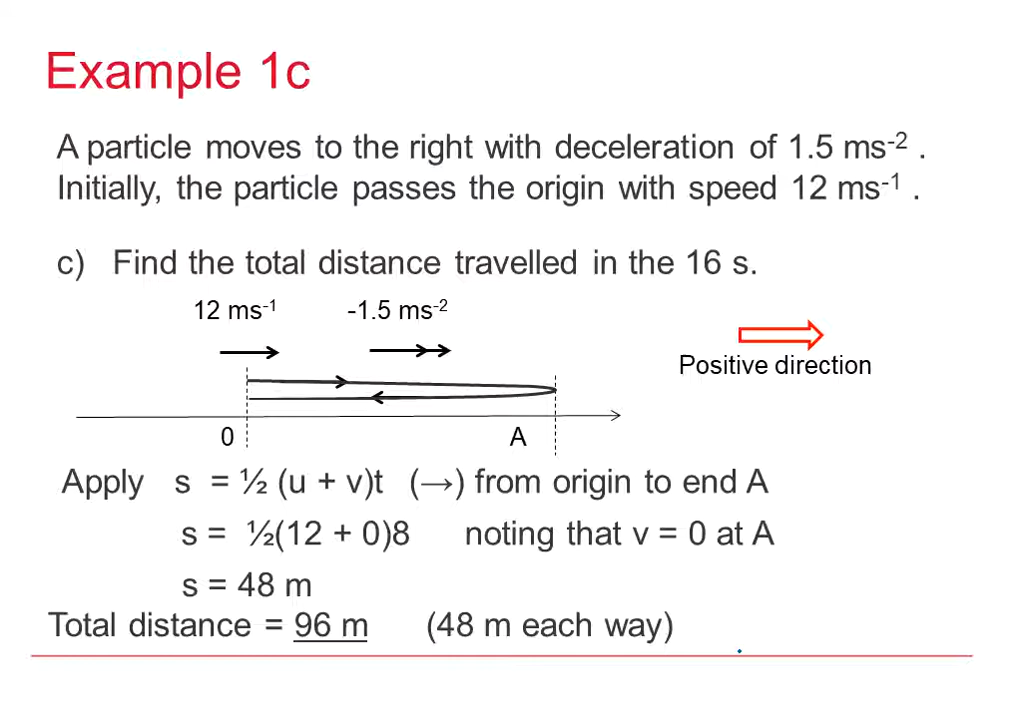 Example 1c
A particle moves to the right with deceleration of 1.5 ms⁻² .
Initially, the particle passes the origin with speed 12 ms⁻¹ .
c) Find the total distance travelled in the 16 s.
12 ms⁻¹ -1.5 ms⁻²
Positive direction
0 A
Apply s = ½ (u + v)t (→) from origin to end A
s = ½(12 + 0)8 noting that v = 0 at A
s = 48 m
Total distance = 96 m (48 m each way)